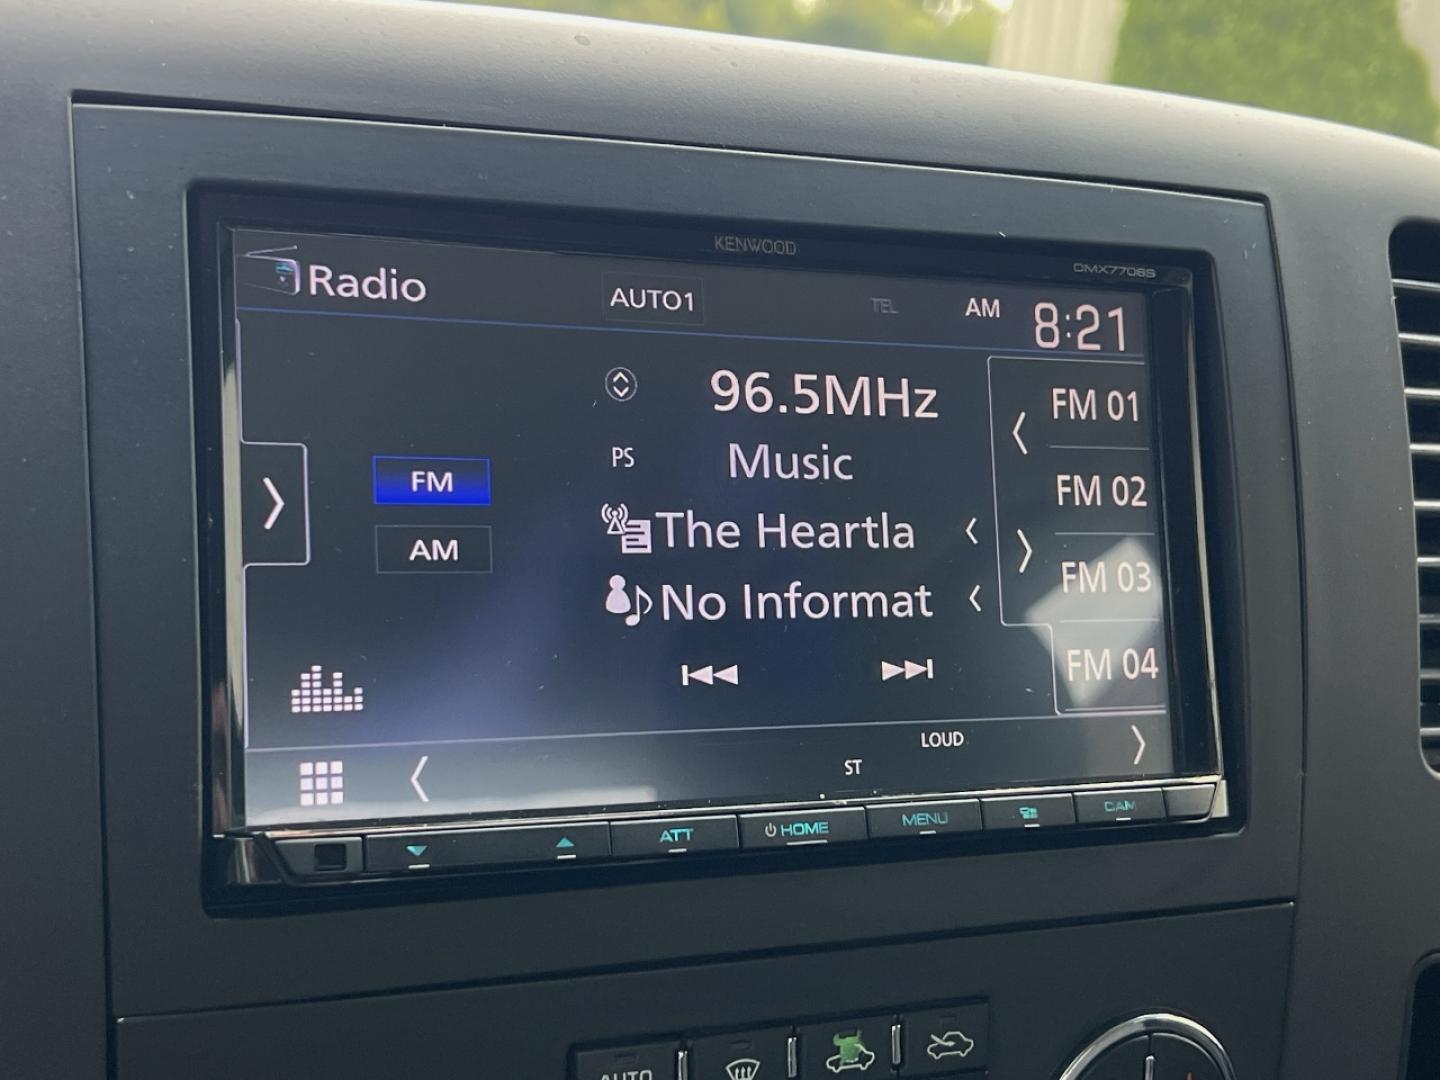 KENWOOD
DMX7706S
Radio
AUTO1
TEL
AM
8:21
96.5MHz
FM 01
PS
Music
FM
FM 02
The Heartla
AM
FM 03
No Informat
FM 04
LOUD
ST
ATT
HOME
MENU
CAM
AUTO